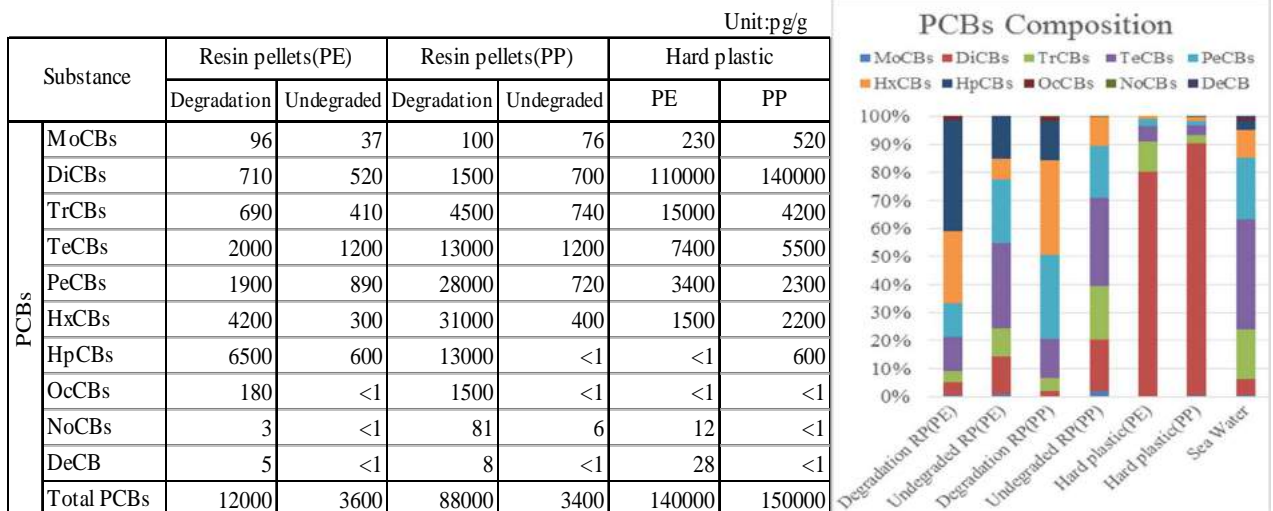 Unit:pg/g
Substance Resin pellets(PE) Resin pellets(PP) Hard plastic
Degradation Undegraded Degradation Undegraded PE PP
PCBs
MoCBs 96 37 100 76 230 520
DiCBs 710 520 1500 700 110000 140000
TrCBs 690 410 4500 740 15000 4200
TeCBs 2000 1200 13000 1200 7400 5500
PeCBs 1900 890 28000 720 3400 2300
HxCBs 4200 300 31000 400 1500 2200
HpCBs 6500 600 13000 <1 <1 600
OcCBs 180 <1 1500 <1 <1 <1
NoCBs 3 <1 81 6 12 <1
DeCB 5 <1 8 <1 28 <1
Total PCBs 12000 3600 88000 3400 140000 150000
PCBs Composition
MoCBs DiCBs TrCBs TeCBs PeCBs
HxCBs HpCBs OcCBs NoCBs DeCB
100%
90%
80%
70%
60%
50%
40%
30%
20%
10%
0%
Degradation RP(PE)
Undegraded RP(PE)
Degradation RP(PP)
Undegraded RP(PP)
Hard plastic(PE)
Hard plastic(PP)
Sea Water